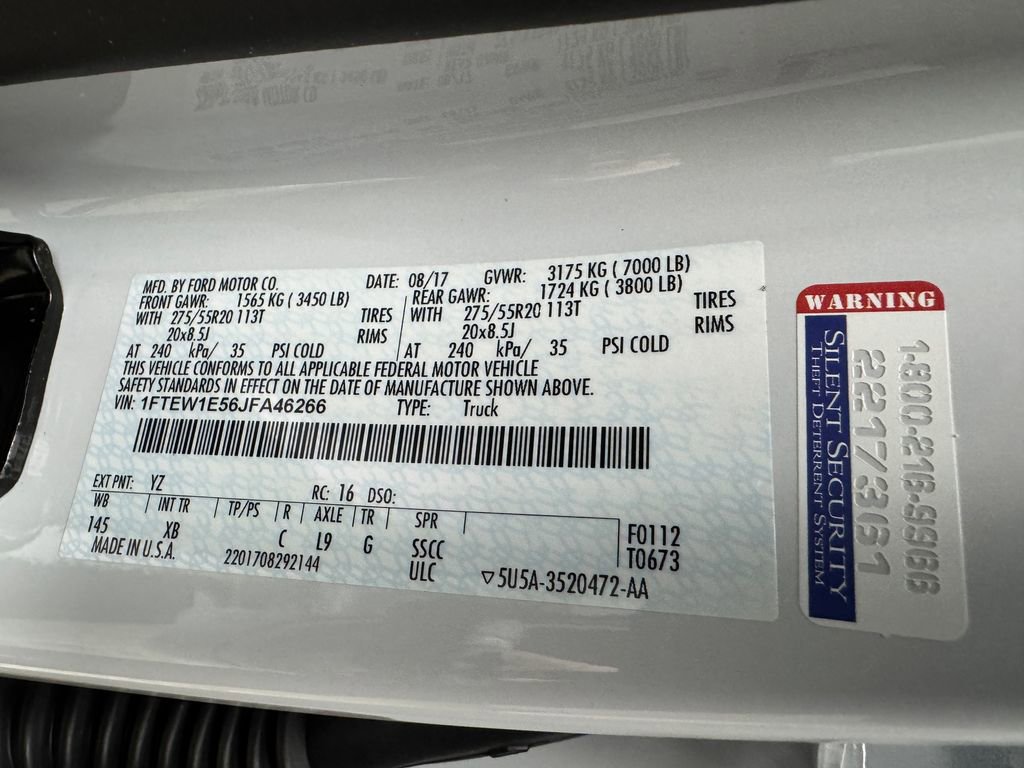 MFD. BY FORD MOTOR CO. DATE: 08/17 GVWR: 3175 KG ( 7000 LB)
FRONT GAWR: 1565 KG ( 3450 LB) REAR GAWR: 1724 KG ( 3800 LB)
WITH 275/55R20 113T TIRES WITH 275/55R20 113T TIRES
20x8.5J RIMS 20x8.5J RIMS
AT 240 kPa/ 35 PSI COLD AT 240 kPa/ 35 PSI COLD
THIS VEHICLE CONFORMS TO ALL APPLICABLE FEDERAL MOTOR VEHICLE
SAFETY STANDARDS IN EFFECT ON THE DATE OF MANUFACTURE SHOWN ABOVE.
VIN: 1FTEW1E56JFA46266 TYPE: Truck
EXT PNT: YZ RC: 16 DSO:
WB INT TR TP/PS R AXLE TR SPR
145 XB C L9 G SSCC F0112
MADE IN U.S.A. 2201708292144 ULC T0673
▽5U5A-3520472-AA
WARNING
SILENT SECURITY
THEFT DETERRENT SYSTEM
2217/3661
1-800-216-9966